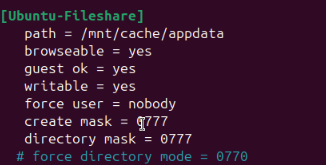 [Ubuntu-Fileshare]
path = /mnt/cache/appdata
browseable = yes
guest ok = yes
writable = yes
force user = nobody
create mask = 0777
directory mask = 0777
# force directory mode = 0770